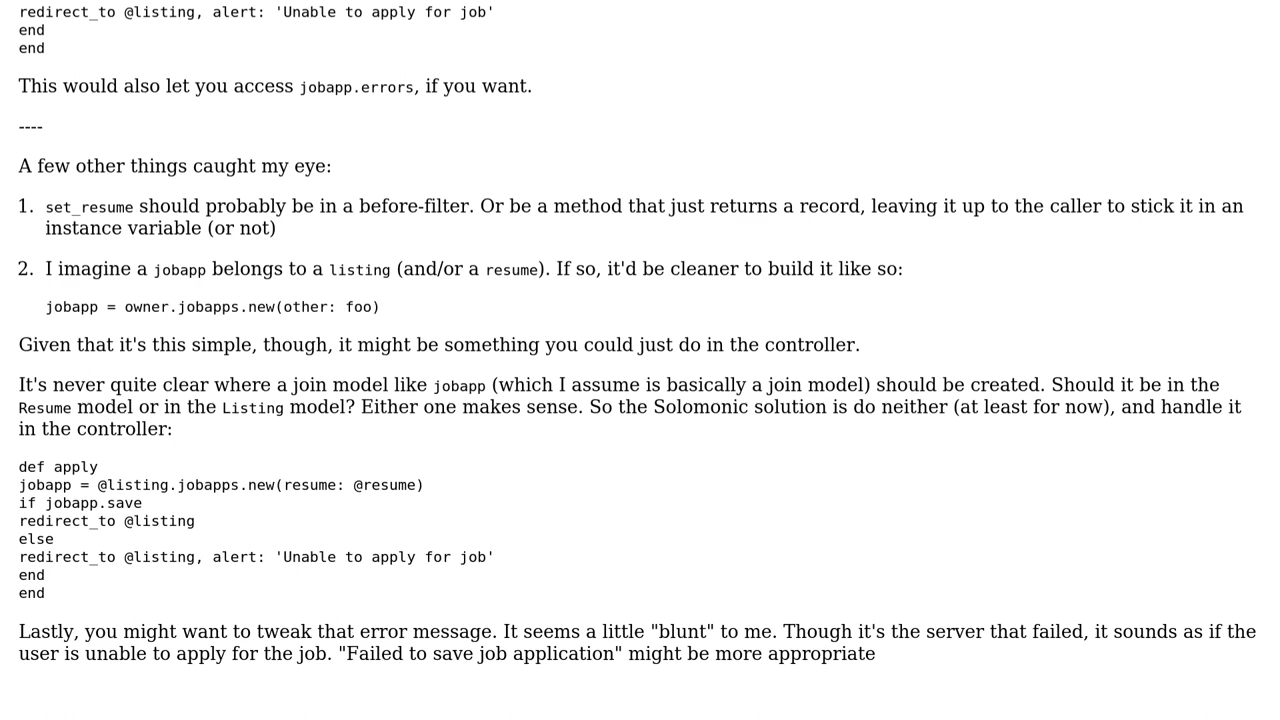 redirect_to @listing, alert: 'Unable to apply for job'
end
end
This would also let you access jobapp.errors, if you want.
----
A few other things caught my eye:
1. set_resume should probably be in a before-filter. Or be a method that just returns a record, leaving it up to the caller to stick it in an
instance variable (or not)
2. I imagine a jobapp belongs to a listing (and/or a resume). If so, it'd be cleaner to build it like so:
jobapp = owner.jobapps.new(other: foo)
Given that it's this simple, though, it might be something you could just do in the controller.
It's never quite clear where a join model like jobapp (which I assume is basically a join model) should be created. Should it be in the
Resume model or in the Listing model? Either one makes sense. So the Solomonic solution is do neither (at least for now), and handle it
in the controller:
def apply
jobapp = @listing.jobapps.new(resume: @resume)
if jobapp.save
redirect_to @listing
else
redirect_to @listing, alert: 'Unable to apply for job'
end
end
Lastly, you might want to tweak that error message. It seems a little "blunt" to me. Though it's the server that failed, it sounds as if the
user is unable to apply for the job. "Failed to save job application" might be more appropriate